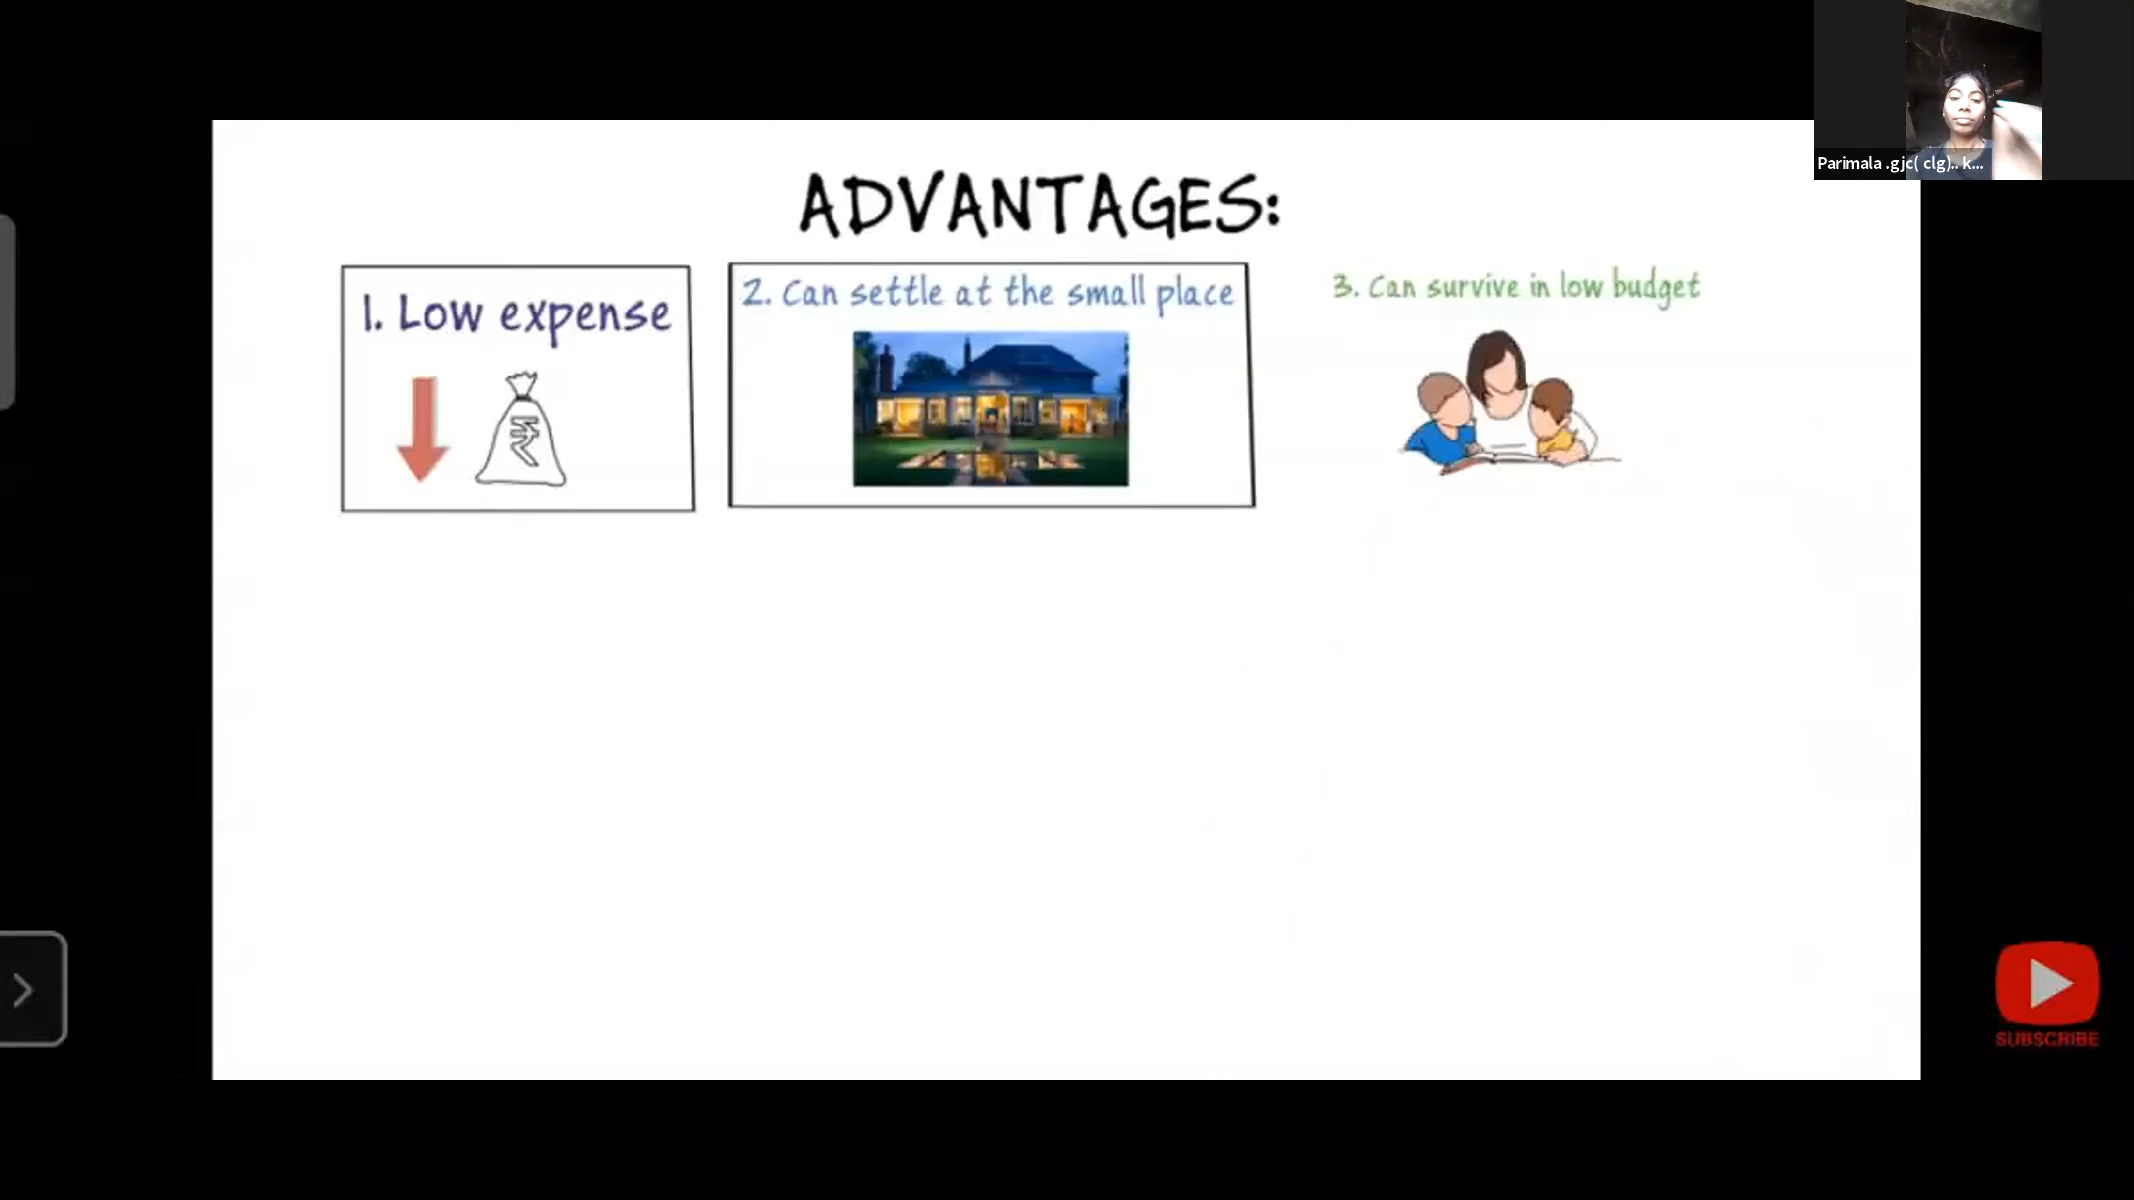 Parimala .gjc( clg).. k...
ADVANTAGES:
1. Low expense
2. Can settle at the small place
3. Can survive in low budget
₹
SUBSCRIBE